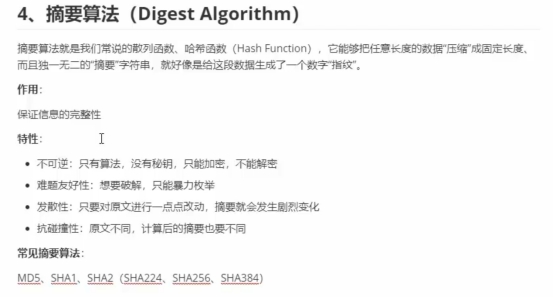 4、摘要算法（Digest Algorithm）
摘要算法就是我们常说的散列函数、哈希函数（Hash Function），它能够把任意长度的数据“压缩”成固定长度、
而且独一无二的“摘要”字符串，就好像是给这段数据生成了一个数字“指纹”。
作用：
保证信息的完整性
特性：
不可逆：只有算法，没有秘钥，只能加密，不能解密
难题友好性：想要破解，只能暴力枚举
发散性：只要对原文进行一点点改动，摘要就会发生剧烈变化
抗碰撞性：原文不同，计算后的摘要也要不同
常见摘要算法：
MD5、SHA1、SHA2（SHA224、SHA256、SHA384）